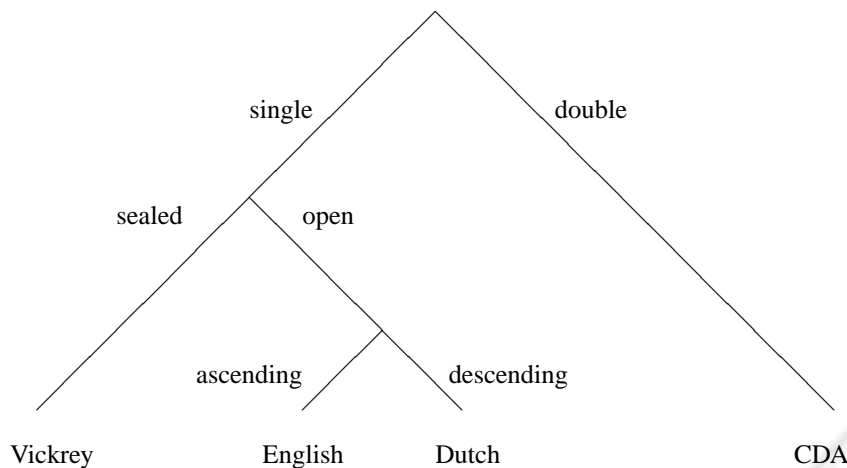 single
double
sealed
open
ascending
descending
Vickrey
English
Dutch
CDA